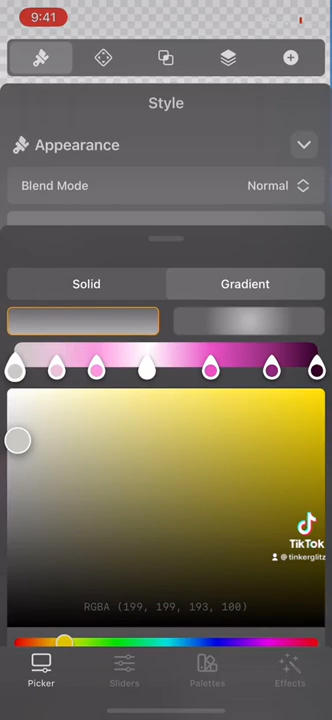 9:41
Style
Appearance
Blend Mode Normal
Solid Gradient
TikTok
@tinkerglitz
RGBA (199, 199, 193, 100)
Picker Sliders Palettes Effects